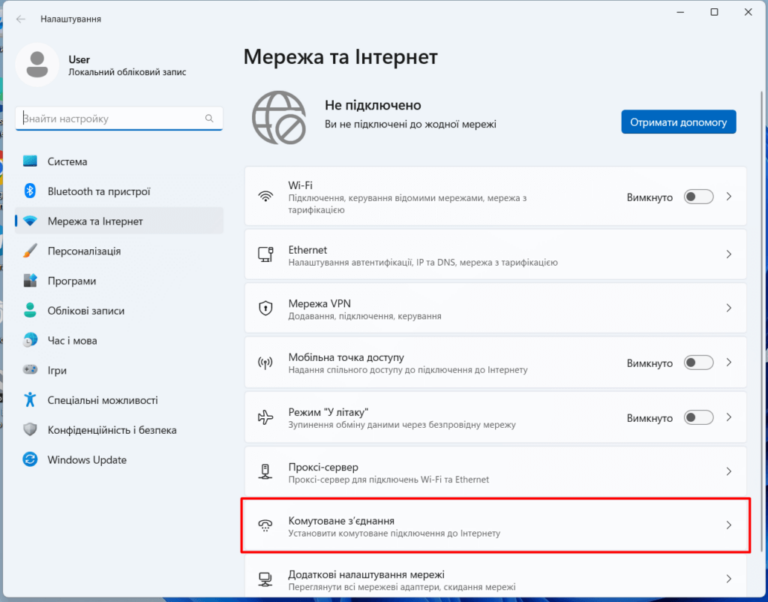 Налаштування
User
Локальний обліковий запис
Знайти настройку
Система
Bluetooth та пристрої
Мережа та Інтернет
Персоналізація
Програми
Облікові записи
Час і мова
Ігри
Спеціальні можливості
Конфіденційність і безпека
Windows Update
Мережа та Інтернет
Не підключено
Ви не підключені до жодної мережі
Отримати допомогу
Wi-Fi
Підключення, керування відомими мережами, мережа з
тарифікацією
Вимкнуто
Ethernet
Налаштування автентифікації, IP та DNS, мережа з тарифікацією
Мережа VPN
Додавання, підключення, керування
Мобільна точка доступу
Надання спільного доступу до підключення до Інтернету
Вимкнуто
Режим "У літаку"
Зупинення обміну даними через безпровідну мережу
Вимкнуто
Проксі-сервер
Проксі-сервер для підключень Wi-Fi та Ethernet
Комутоване з’єднання
Установити комутоване підключення до Інтернету
Додаткові налаштування мережі
Переглянути всі мережеві адаптери, скидання мережі